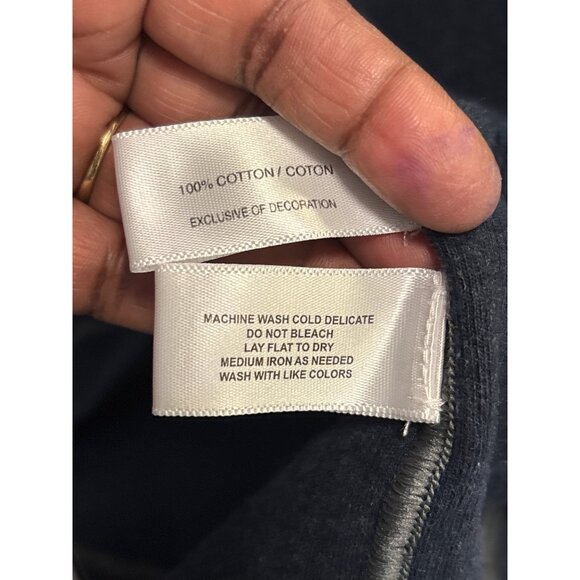 100% COTTON / COTON
EXCLUSIVE OF DECORATION
MACHINE WASH COLD DELICATE
DO NOT BLEACH
LAY FLAT TO DRY
MEDIUM IRON AS NEEDED
WASH WITH LIKE COLORS